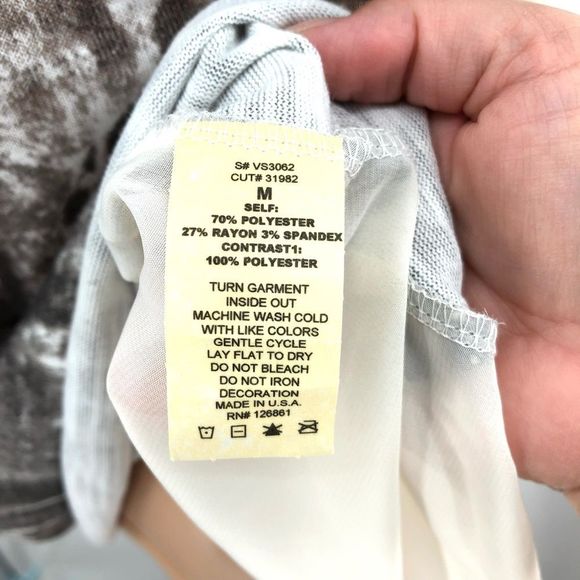 S# VS3062
CUT# 31982
M
SELF:
70% POLYESTER
27% RAYON 3% SPANDEX
CONTRAST1:
100% POLYESTER
TURN GARMENT
INSIDE OUT
MACHINE WASH COLD
WITH LIKE COLORS
GENTLE CYCLE
LAY FLAT TO DRY
DO NOT BLEACH
DO NOT IRON
DECORATION
MADE IN U.S.A.
RN# 126861